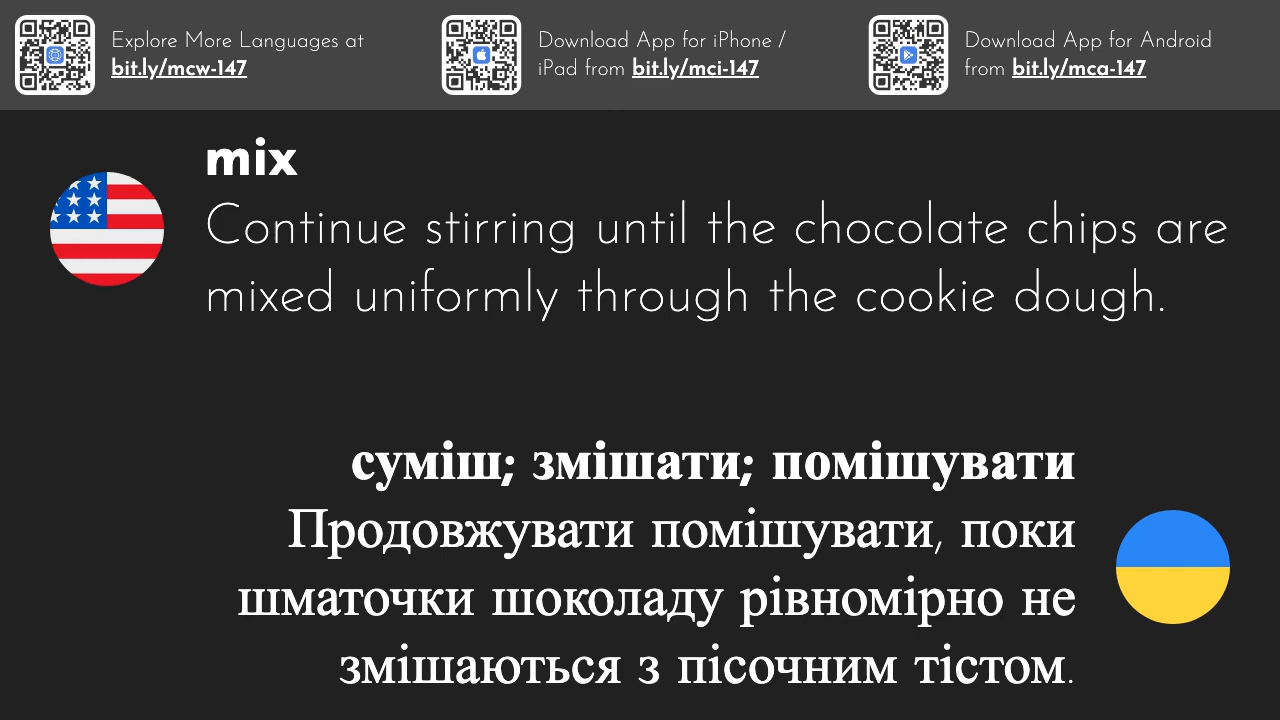 Explore More Languages at
bit.ly/mcw-147
Download App for iPhone /
iPad from bit.ly/mci-147
Download App for Android
from bit.ly/mca-147
mix
Continue stirring until the chocolate chips are
mixed uniformly through the cookie dough.
суміш; змішати; помішувати
Продовжувати помішувати, поки
шматочки шоколаду рівномірно не
змішаються з пісочним тістом.